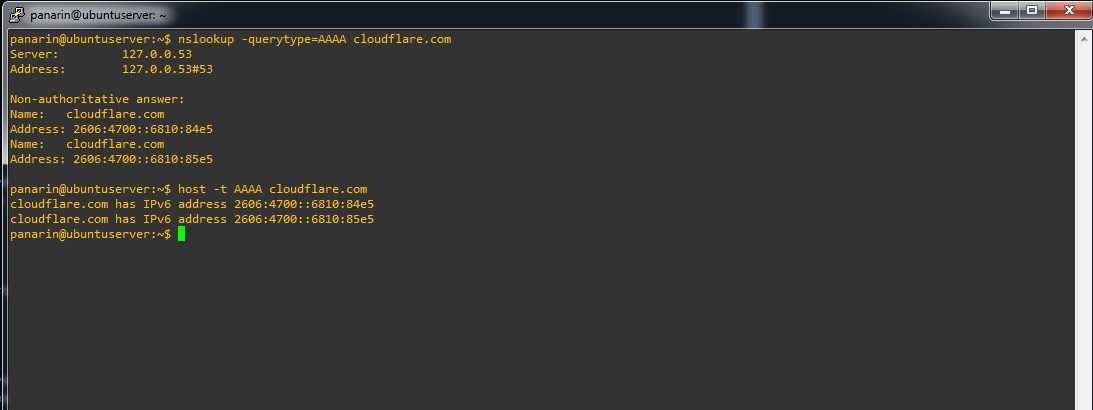 panarin@ubuntuserver: ~
panarin@ubuntuserver:~$ nslookup -querytype=AAAA cloudflare.com
Server:         127.0.0.53
Address:        127.0.0.53#53
Non-authoritative answer:
Name:   cloudflare.com
Address: 2606:4700::6810:84e5
Name:   cloudflare.com
Address: 2606:4700::6810:85e5
panarin@ubuntuserver:~$ host -t AAAA cloudflare.com
cloudflare.com has IPv6 address 2606:4700::6810:84e5
cloudflare.com has IPv6 address 2606:4700::6810:85e5
panarin@ubuntuserver:~$